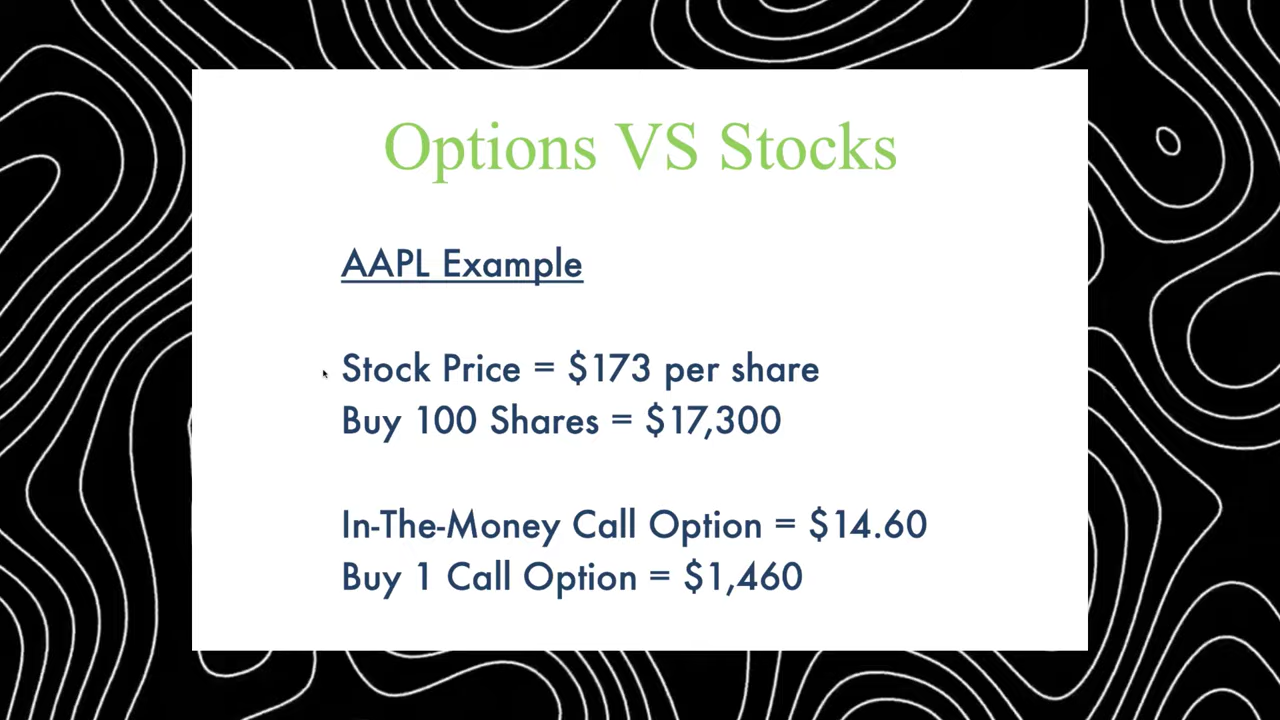 Options VS Stocks
AAPL Example
Stock Price = $173 per share
Buy 100 Shares = $17,300
In-The-Money Call Option = $14.60
Buy 1 Call Option = $1,460